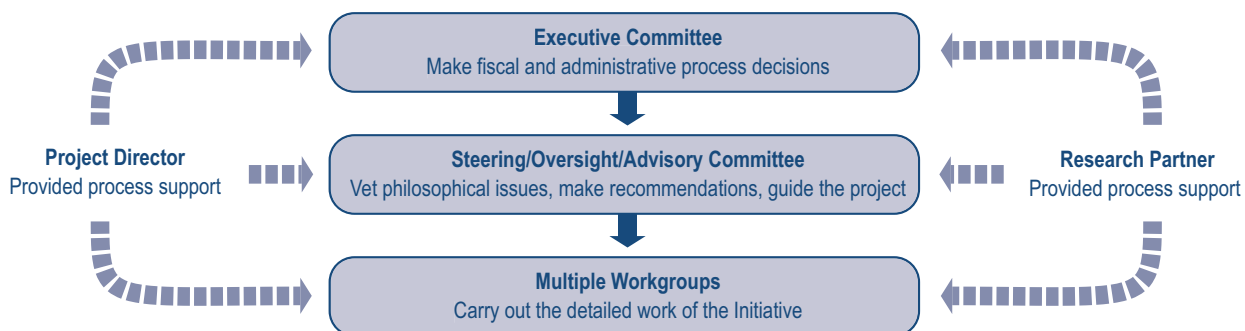 Executive Committee
Make fiscal and administrative process decisions
Project Director
Provided process support
Steering/Oversight/Advisory Committee
Vet philosophical issues, make recommendations, guide the project
Research Partner
Provided process support
Multiple Workgroups
Carry out the detailed work of the Initiative